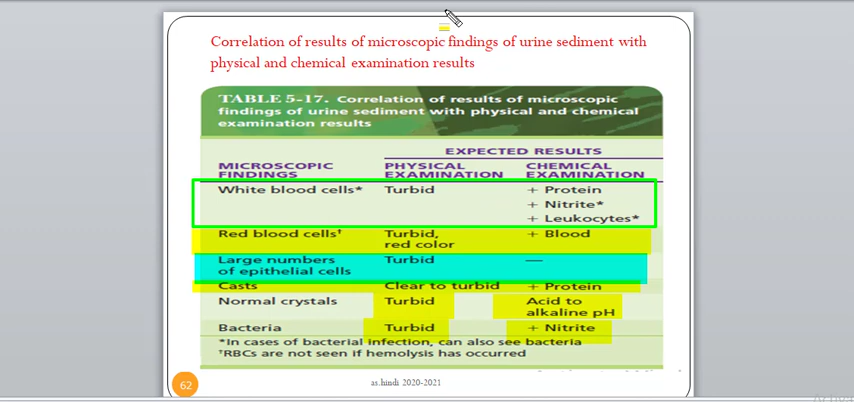 Correlation of results of microscopic findings of urine sediment with
physical and chemical examination results
TABLE 5-17. Correlation of results of microscopic
findings of urine sediment with physical and chemical
examination results
EXPECTED RESULTS
MICROSCOPIC PHYSICAL CHEMICAL
FINDINGS EXAMINATION EXAMINATION
White blood cells* Turbid + Protein
+ Nitrite*
+ Leukocytes*
Red blood cells† Turbid, + Blood
red color
Large numbers Turbid —
of epithelial cells
Casts Clear to turbid + Protein
Normal crystals Turbid Acid to
alkaline pH
Bacteria Turbid + Nitrite
*In cases of bacterial infection, can also see bacteria
†RBCs are not seen if hemolysis has occurred
62 as.hindi 2020-2021